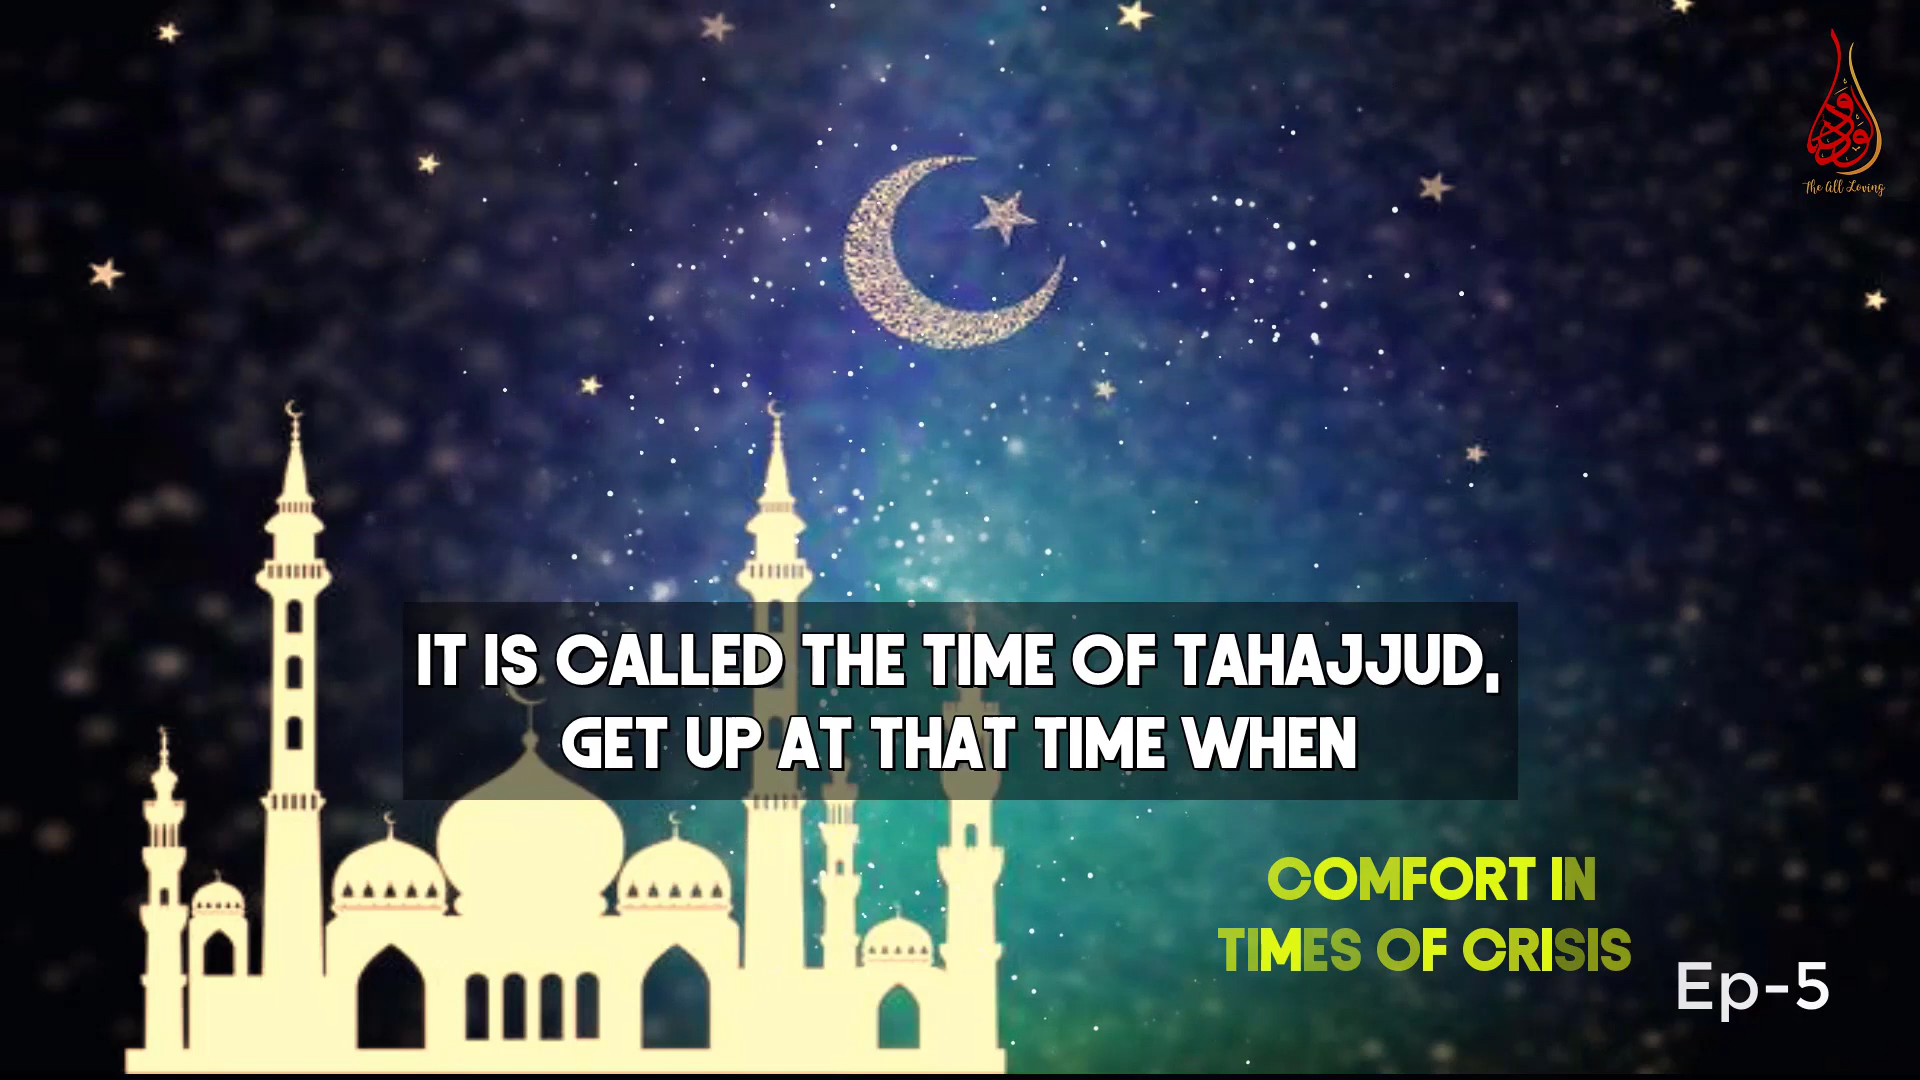 الودود
The All Loving
IT IS CALLED THE TIME OF TAHAJJUD,
GET UP AT THAT TIME WHEN
COMFORT IN
TIMES OF CRISIS
Ep-5